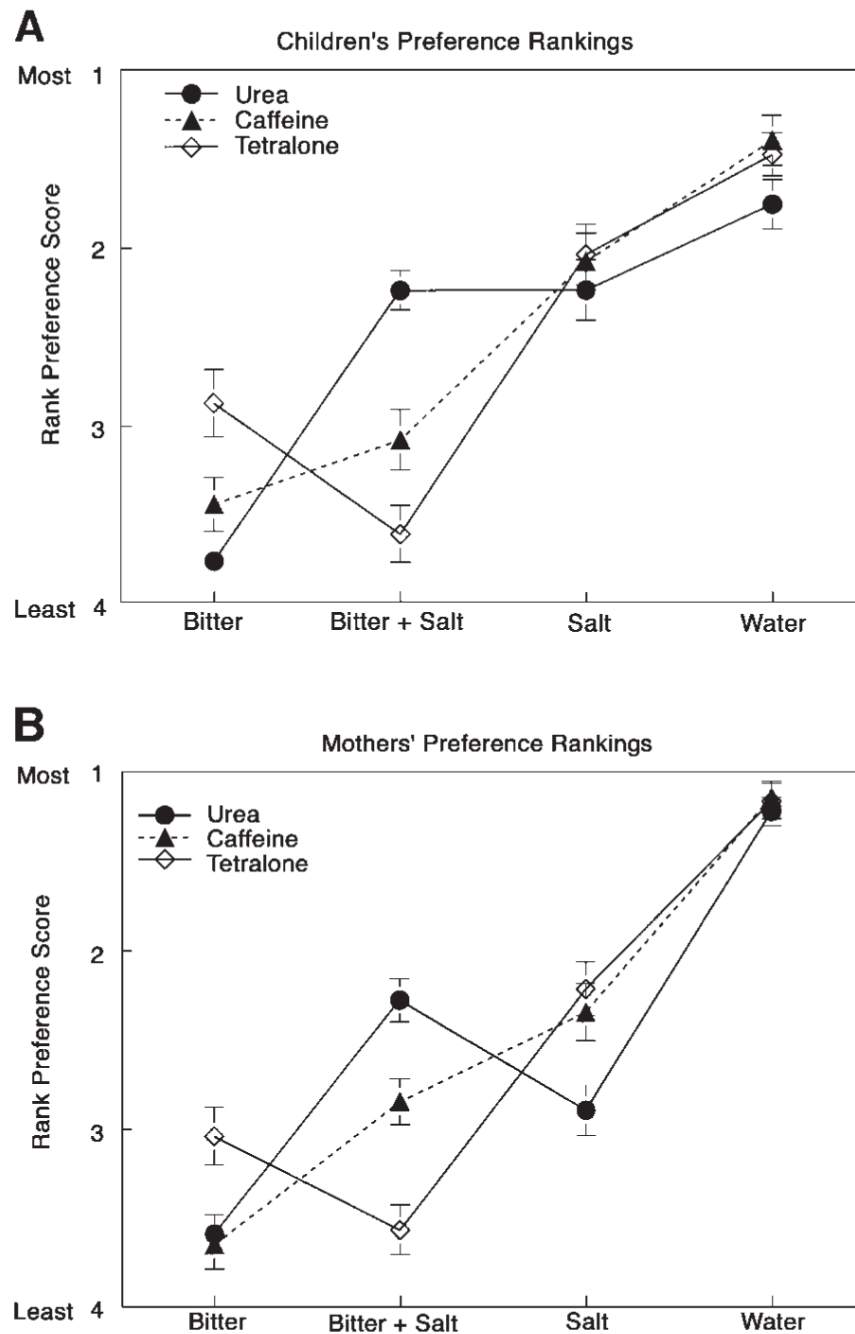 A
Children's Preference Rankings
Most 1
Urea
Caffeine
Tetralone
Rank Preference Score
2
3
Least 4
Bitter Bitter + Salt Salt Water
B
Mothers' Preference Rankings
Most 1
Urea
Caffeine
Tetralone
Rank Preference Score
2
3
Least 4
Bitter Bitter + Salt Salt Water